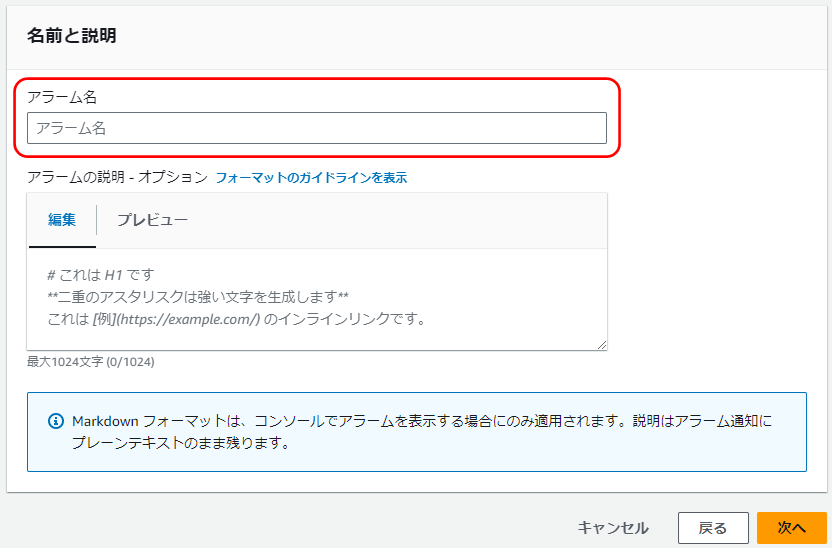 名前と説明
アラーム名
アラーム名
アラームの説明 - オプション フォーマットのガイドラインを表示
編集 プレビュー
# これは H1 です
**二重のアスタリスクは強い文字を生成します**
これは [例](https://example.com/) のインラインリンクです。
最大1024文字 (0/1024)
Markdown フォーマットは、コンソールでアラームを表示する場合にのみ適用されます。説明はアラーム通知に
プレーンテキストのまま残ります。
キャンセル 戻る 次へ